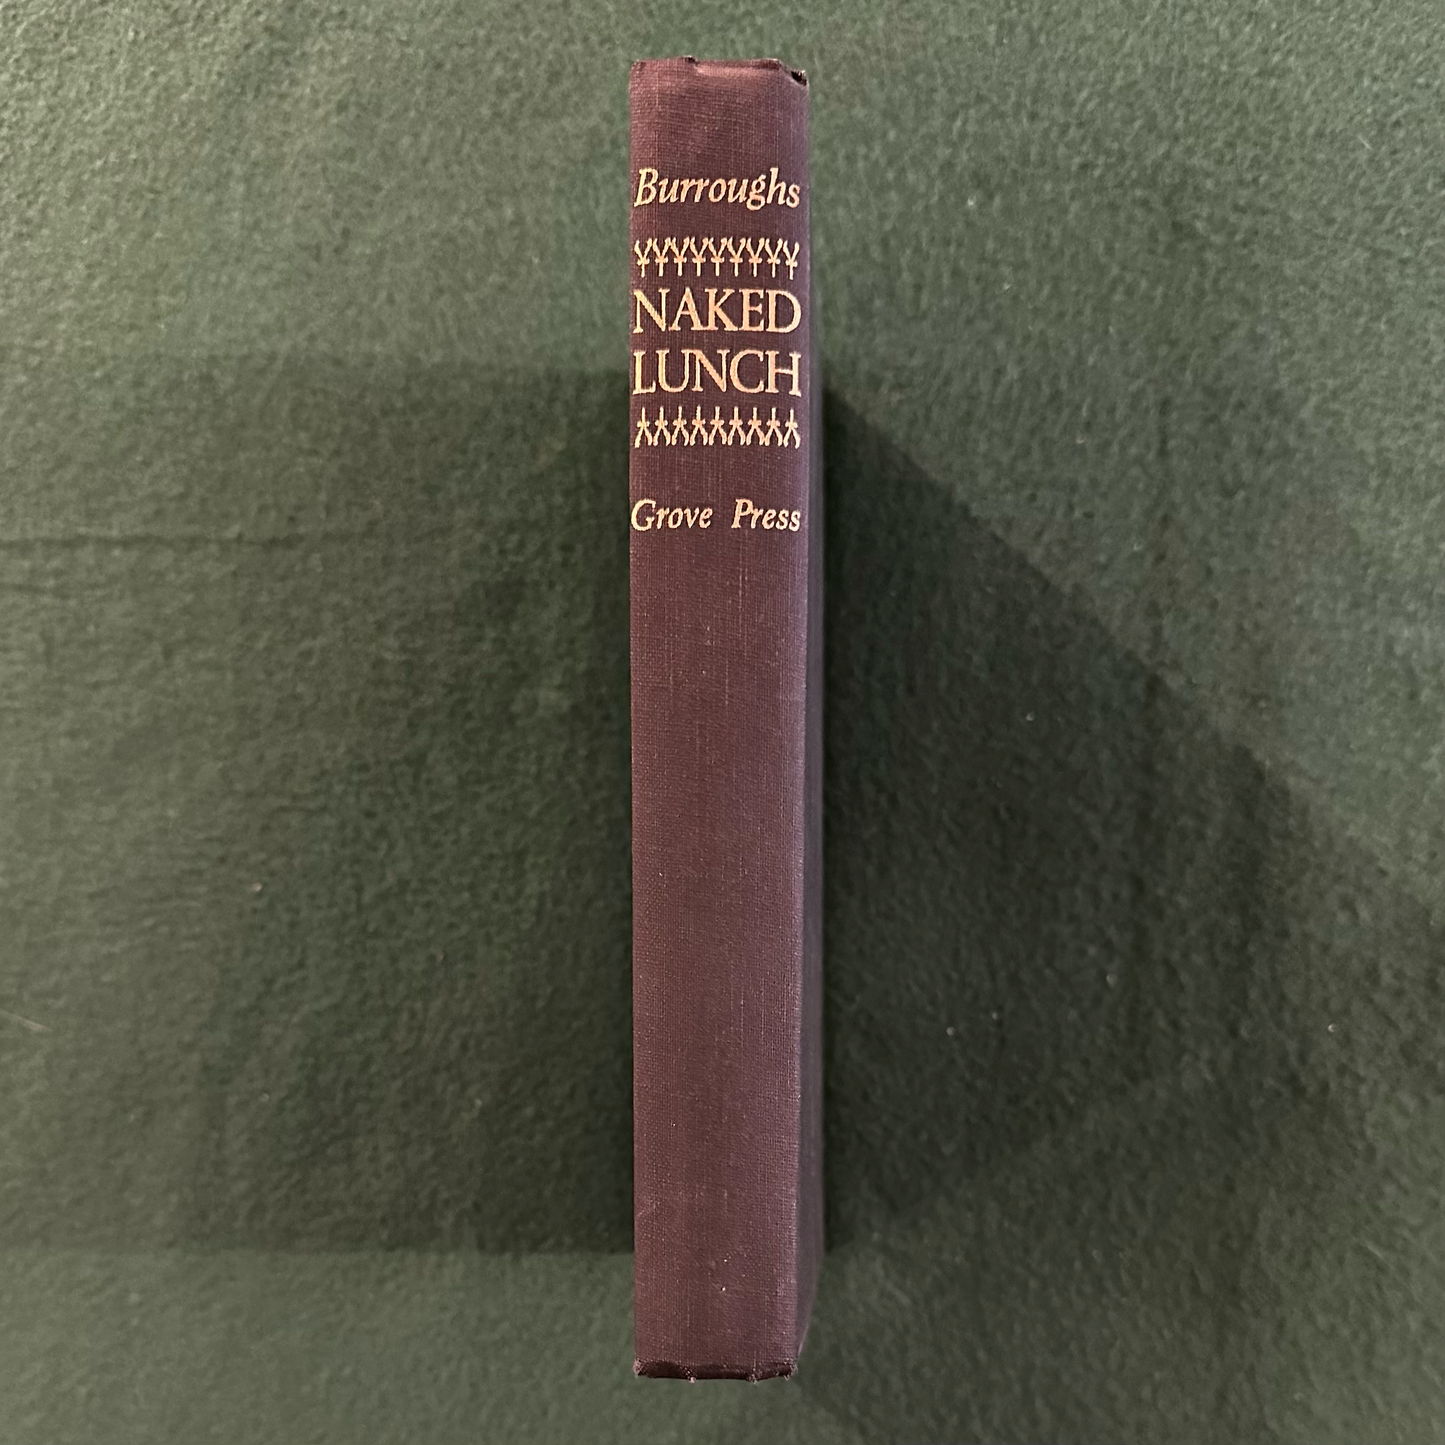 Burroughs
NAKED
LUNCH
Grove Press